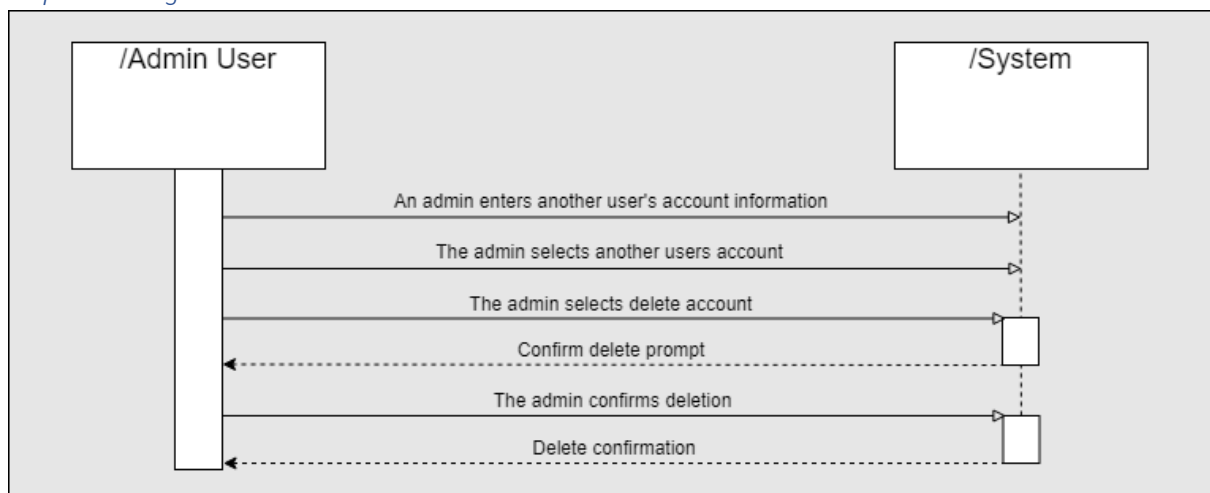 /Admin User
/System
An admin enters another user's account information
The admin selects another users account
The admin selects delete account
Confirm delete prompt
The admin confirms deletion
Delete confirmation